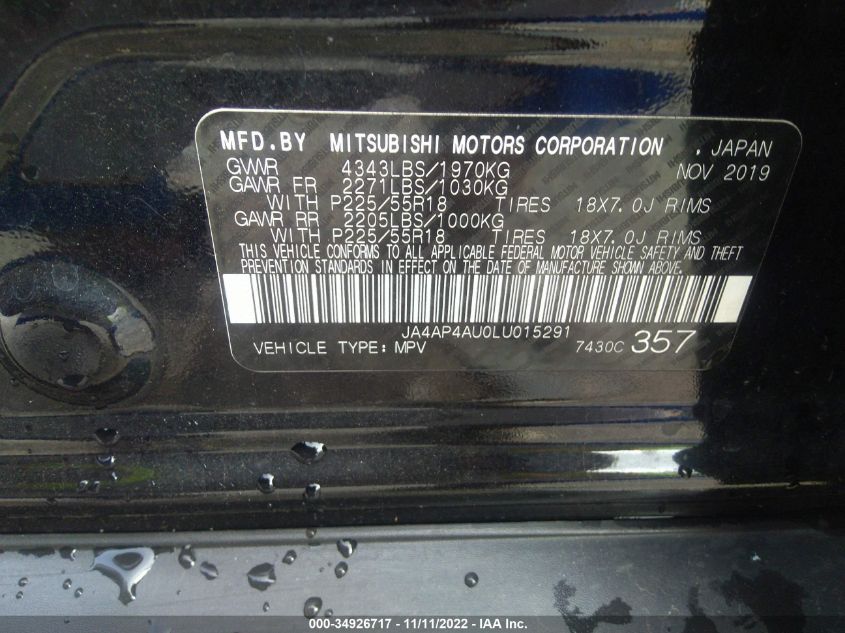 MFD.BY MITSUBISHI MOTORS CORPORATION . JAPAN
GVWR 4343LBS/1970KG NOV 2019
GAWR FR 2271LBS/1030KG
WITH P225/55R18 TIRES 18X7.0J RIMS
GAWR RR 2205LBS/1000KG
WITH P225/55R18 TIRES 18X7.0J RIMS
THIS VEHICLE CONFORMS TO ALL APPLICABLE FEDERAL MOTOR VEHICLE SAFETY AND THEFT
PREVENTION STANDARDS IN EFFECT ON THE DATE OF MANUFACTURE SHOWN ABOVE.
JA4AP4AU0LU015291
VEHICLE TYPE: MPV 7430C 357
000-34926717 - 11/11/2022 - IAA Inc.